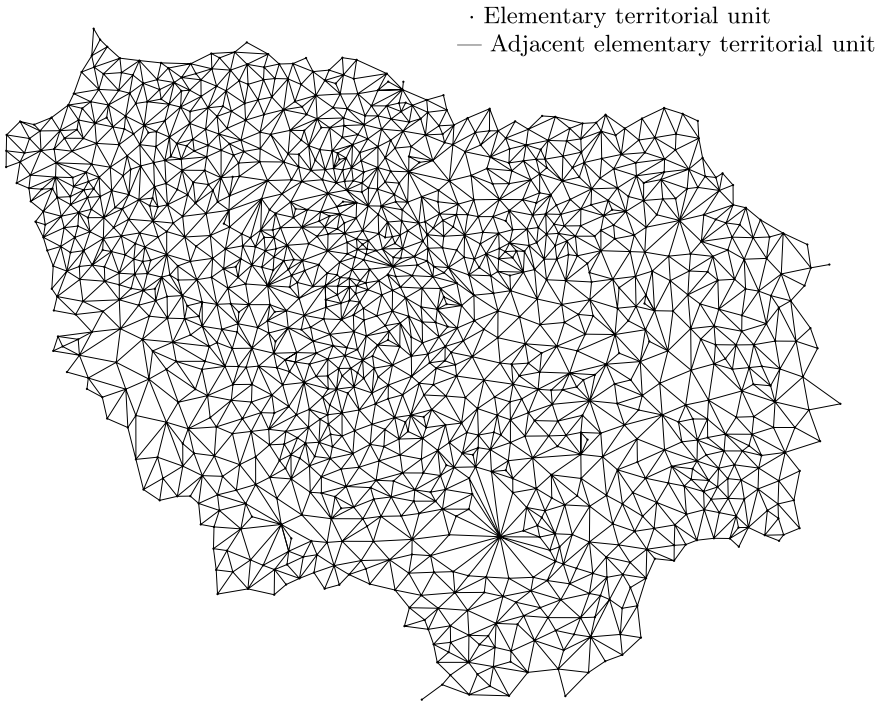 · Elementary territorial unit
— Adjacent elementary territorial unit